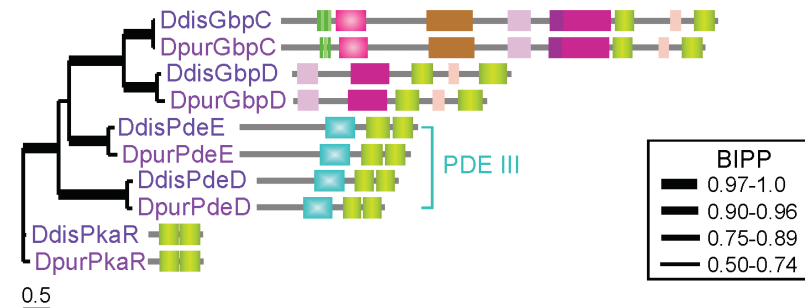 DdisGbpC
DpurGbpC
DdisGbpD
DpurGbpD
DdisPdeE
DpurPdeE
DdisPdeD
DpurPdeD
DdisPkaR
DpurPkaR
PDE III
BIPP
0.97-1.0
0.90-0.96
0.75-0.89
0.50-0.74
0.5